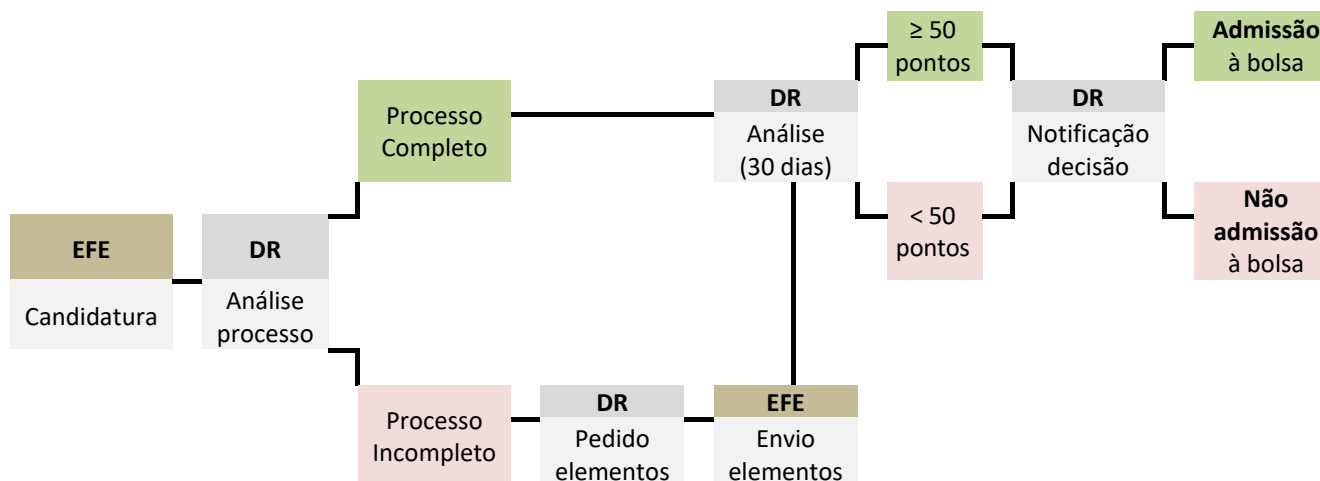 EFE
Candidatura
DR
Análise
processo
Processo
Completo
Processo
Incompleto
DR
Pedido
elementos
EFE
Envio
elementos
DR
Análise
(30 dias)
≥ 50
pontos
< 50
pontos
DR
Notificação
decisão
Admissão
à bolsa
Não
admissão
à bolsa